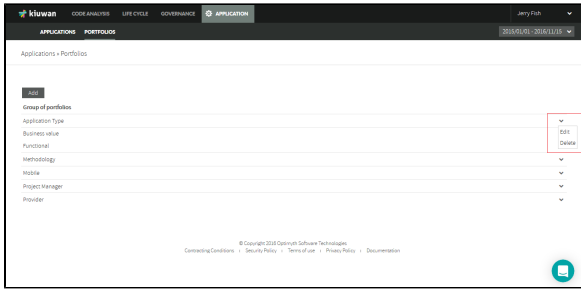 kiuwan CODE ANALYSIS LIFE CYCLE GOVERNANCE APPLICATION Jerry Fish
APPLICATIONS PORTFOLIOS 2015/01/01 - 2016/11/15
Applications » Portfolios
Add
Group of portfolios
Application Type
Edit
Business value
Delete
Functional
Methodology
Mobile
Project Manager
Provider
© Copyright 2016 Optimyth Software Technologies
Contracting Conditions | Security Policy | Terms of use | Privacy Policy | Documentation